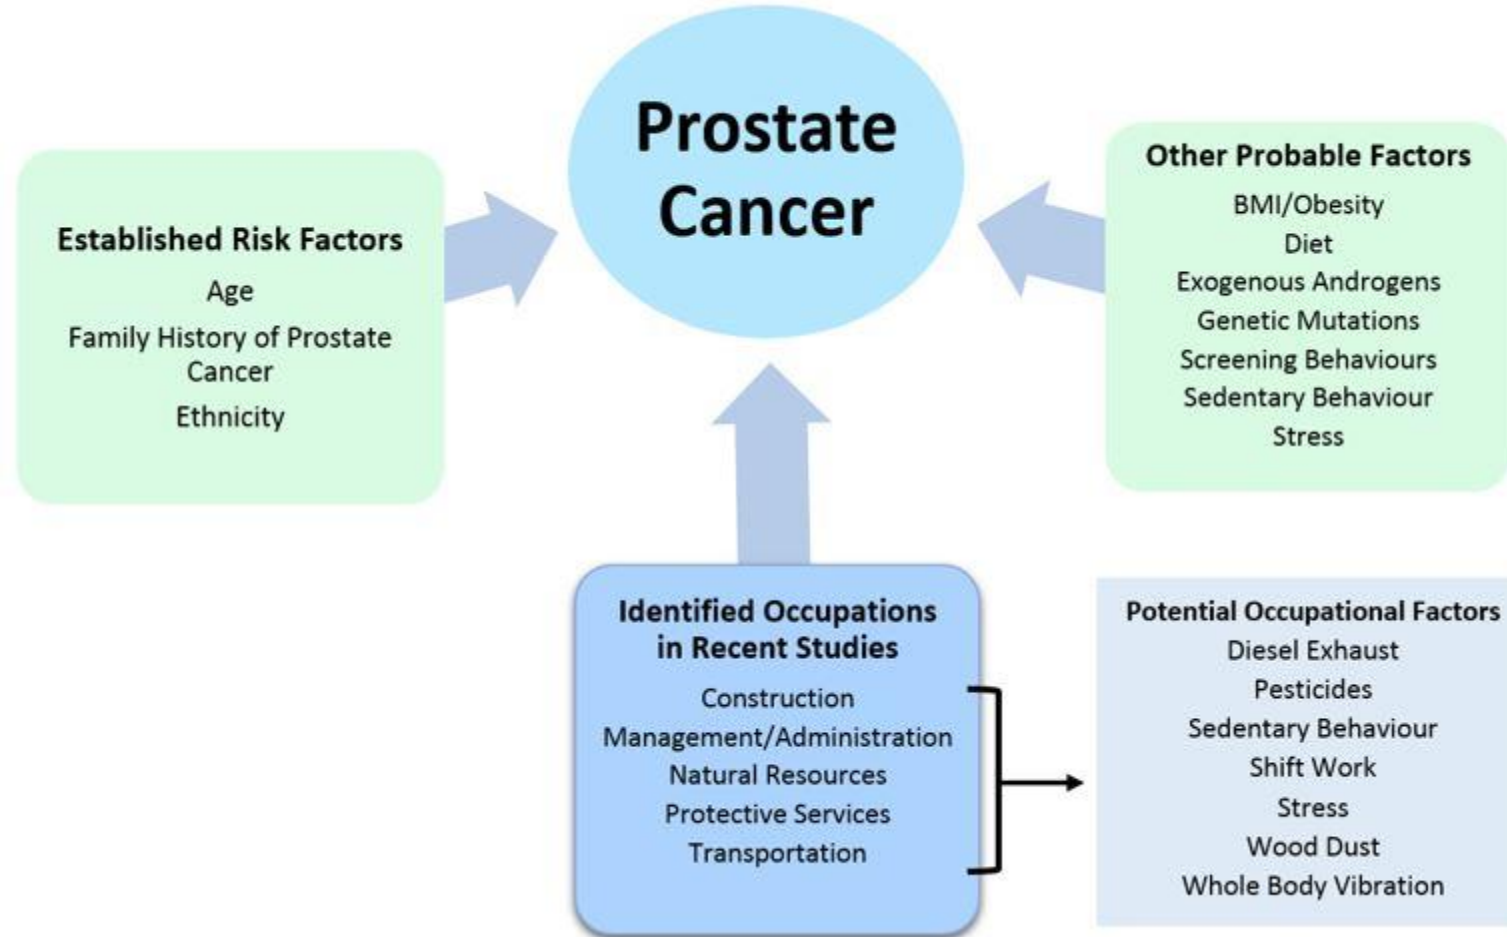 Prostate
Cancer
Established Risk Factors
Age
Family History of Prostate
Cancer
Ethnicity
Other Probable Factors
BMI/Obesity
Diet
Exogenous Androgens
Genetic Mutations
Screening Behaviours
Sedentary Behaviour
Stress
Identified Occupations
in Recent Studies
Construction
Management/Administration
Natural Resources
Protective Services
Transportation
Potential Occupational Factors
Diesel Exhaust
Pesticides
Sedentary Behaviour
Shift Work
Stress
Wood Dust
Whole Body Vibration